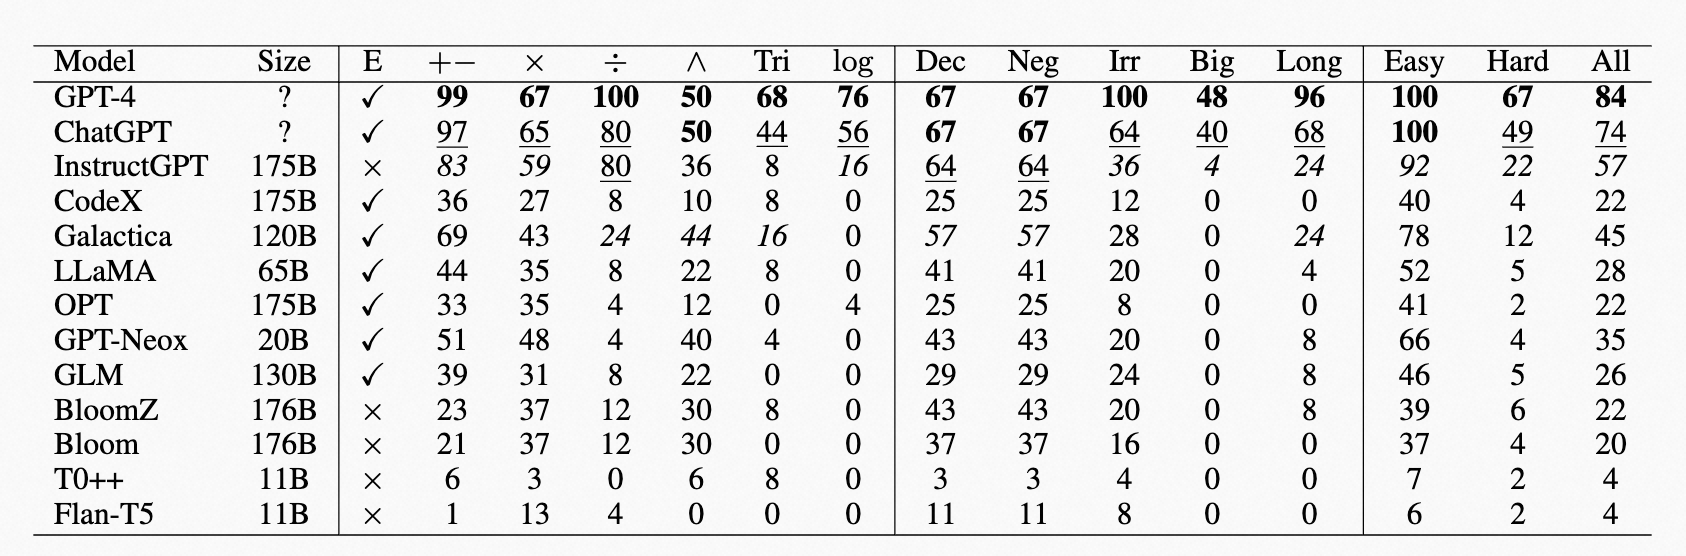 Model Size E +− × ÷ ∧ Tri log Dec Neg Irr Big Long Easy Hard All
GPT-4 ? ✓ 99 67 100 50 68 76 67 67 100 48 96 100 67 84
ChatGPT ? ✓ 97 65 80 50 44 56 67 67 64 40 68 100 49 74
InstructGPT 175B × 83 59 80 36 8 16 64 64 36 4 24 92 22 57
CodeX 175B ✓ 36 27 8 10 8 0 25 25 12 0 0 40 4 22
Galactica 120B ✓ 69 43 24 44 16 0 57 57 28 0 24 78 12 45
LLaMA 65B ✓ 44 35 8 22 8 0 41 41 20 0 4 52 5 28
OPT 175B ✓ 33 35 4 12 0 4 25 25 8 0 0 41 2 22
GPT-Neox 20B ✓ 51 48 4 40 4 0 43 43 20 0 8 66 4 35
GLM 130B ✓ 39 31 8 22 0 0 29 29 24 0 8 46 5 26
BloomZ 176B × 23 37 12 30 8 0 43 43 20 0 8 39 6 22
Bloom 176B × 21 37 12 30 0 0 37 37 16 0 0 37 4 20
T0++ 11B × 6 3 0 6 8 0 3 3 4 0 0 7 2 4
Flan-T5 11B × 1 13 4 0 0 0 11 11 8 0 0 6 2 4